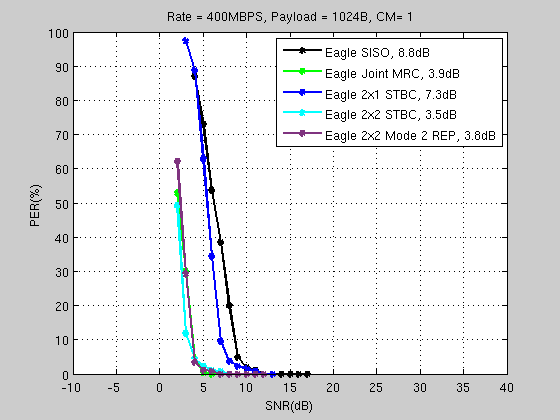 Rate = 400MBPS, Payload = 1024B, CM= 1
Eagle SISO, 8.8dB
Eagle Joint MRC, 3.9dB
Eagle 2x1 STBC, 7.3dB
Eagle 2x2 STBC, 3.5dB
Eagle 2x2 Mode 2 REP, 3.8dB
PER(%)
100
90
80
70
60
50
40
30
20
10
0
-10 -5 0 5 10 15 20 25 30 35 40
SNR(dB)